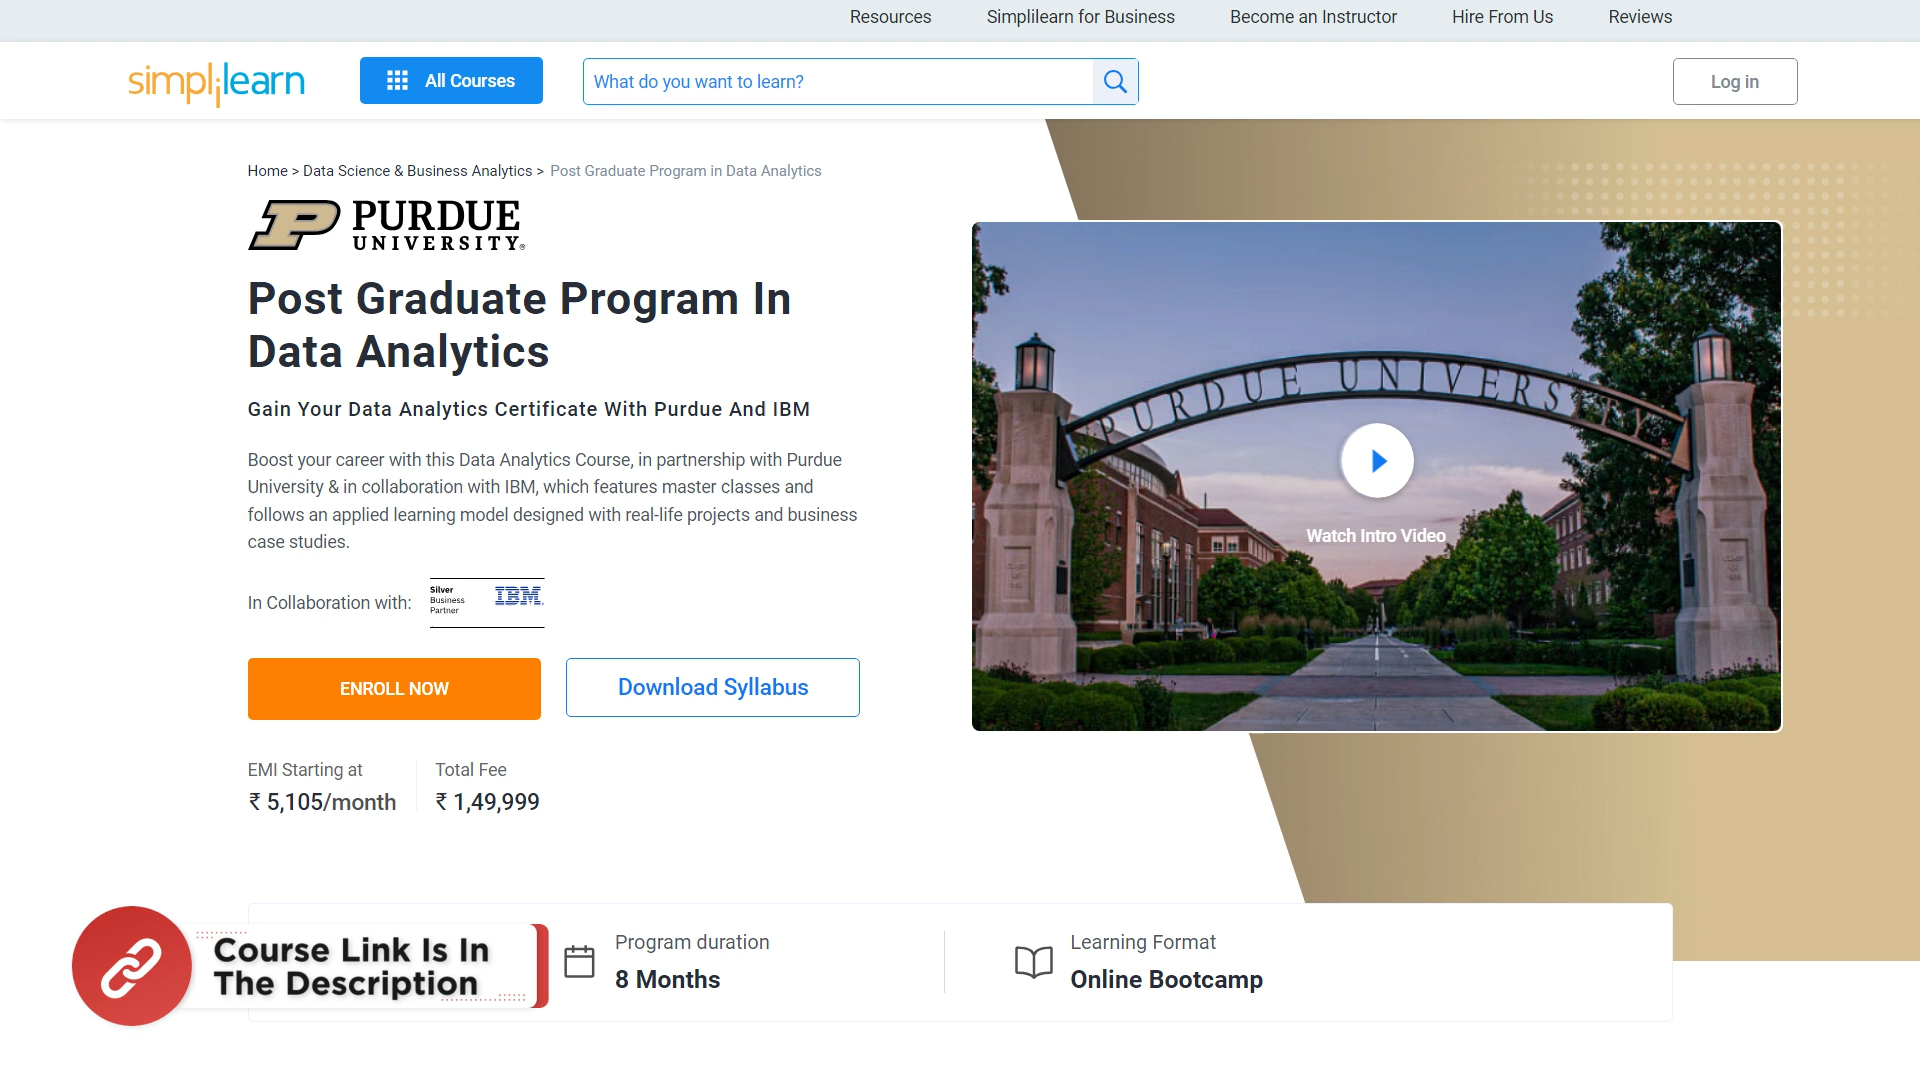 Resources Simplilearn for Business Become an Instructor Hire From Us Reviews
simplilearn All Courses What do you want to learn? Log in
Home > Data Science & Business Analytics > Post Graduate Program in Data Analytics
PURDUE
UNIVERSITY®
Post Graduate Program In
Data Analytics
Gain Your Data Analytics Certificate With Purdue And IBM
Boost your career with this Data Analytics Course, in partnership with Purdue
University & in collaboration with IBM, which features master classes and
follows an applied learning model designed with real-life projects and business
case studies.
In Collaboration with:
Silver
Business
Partner
IBM
ENROLL NOW Download Syllabus
EMI Starting at Total Fee
₹ 5,105/month ₹ 1,49,999
PURDUE UNIVERSITY
Watch Intro Video
Course Link Is In
The Description
Program duration
8 Months
Learning Format
Online Bootcamp